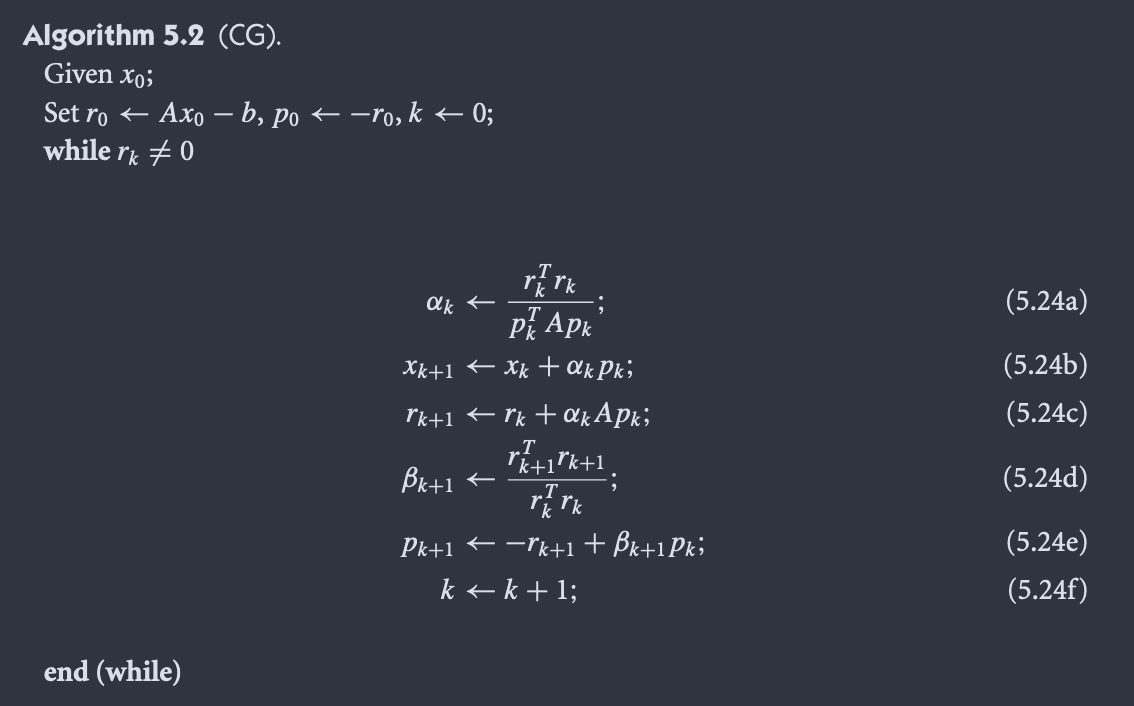 Algorithm 5.2 (CG).
Given x₀;
Set r₀ ← Ax₀ − b, p₀ ← −r₀, k ← 0;
while rₖ ≠ 0
αₖ ← rₖᵀrₖ / pₖᵀApₖ; (5.24a)
xₖ₊₁ ← xₖ + αₖpₖ; (5.24b)
rₖ₊₁ ← rₖ + αₖApₖ; (5.24c)
βₖ₊₁ ← rₖ₊₁ᵀrₖ₊₁ / rₖᵀrₖ; (5.24d)
pₖ₊₁ ← −rₖ₊₁ + βₖ₊₁pₖ; (5.24e)
k ← k + 1; (5.24f)
end (while)